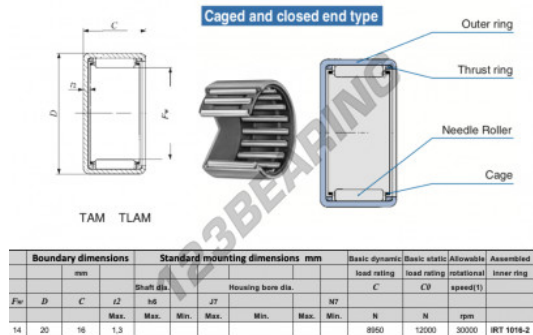 Caged and closed end type
C
Outer ring
t2
D
Fw
Thrust ring
Needle Roller
Cage
TAM TLAM
123BEARING
Boundary dimensions Standard mounting dimensions mm Basic dynamic Basic static Allowable Assembled
mm load rating load rating rotational inner ring
Shaft dia. Housing bore dia. C C0 speed(1)
Fw D C t2 h6 J7 N7
Max. Max. Min. Max. Min. Max. Min. N N rpm
14 20 16 1,3 8950 12000 30000 IRT 1016-2